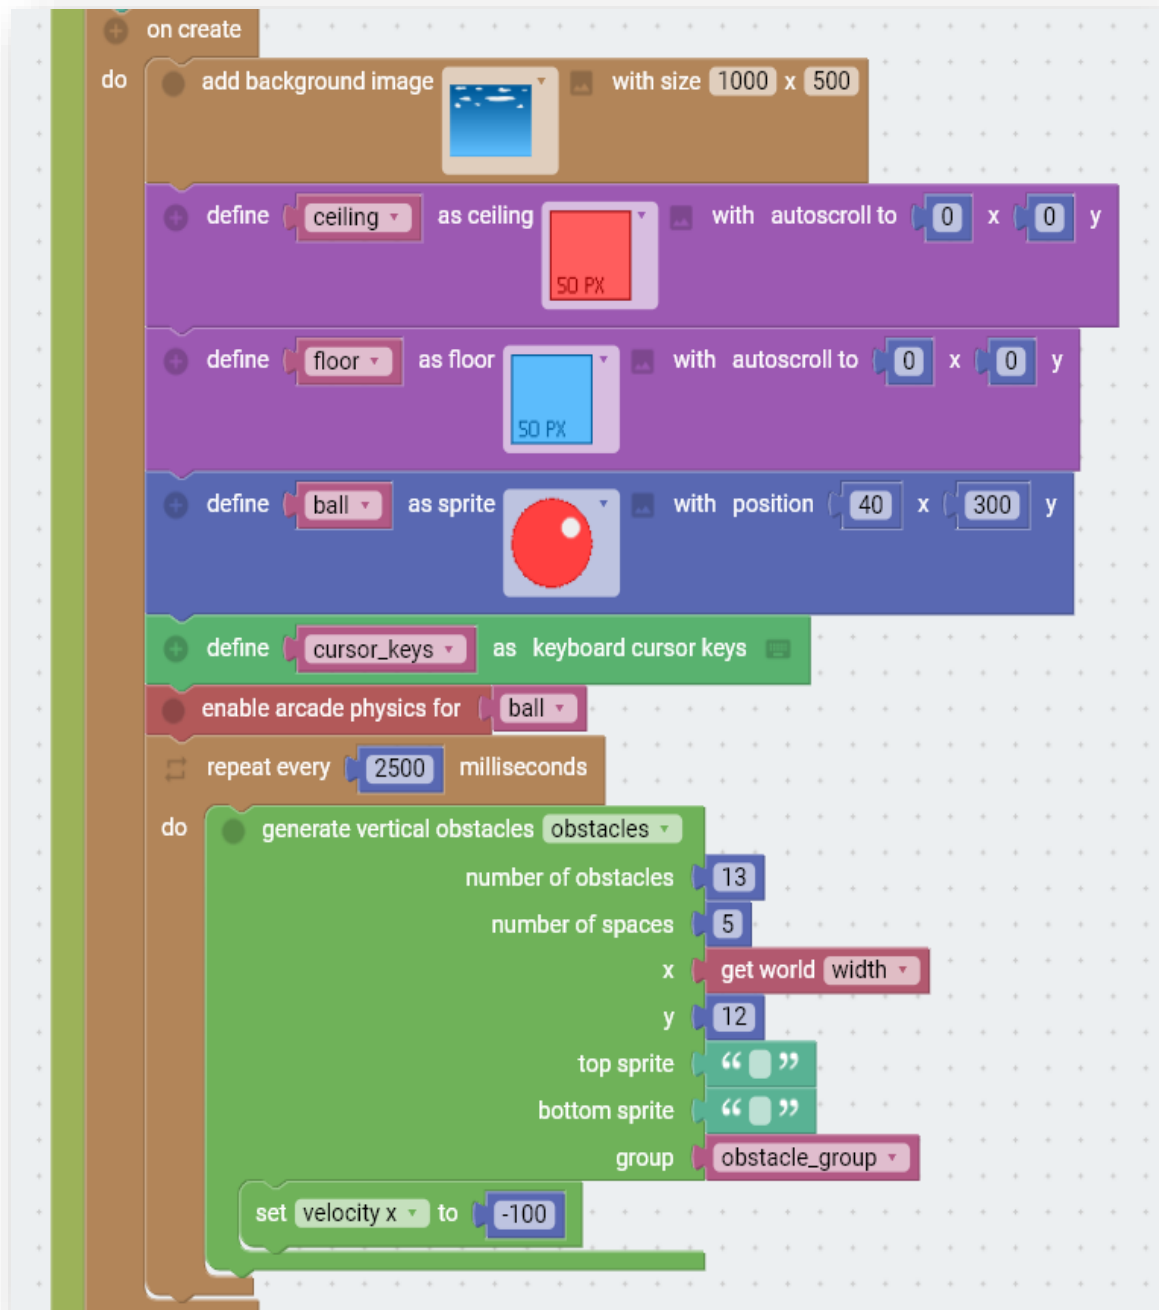 on create
do add background image with size 1000 x 500
define ceiling as ceiling 50 PX with autoscroll to 0 x 0 y
define floor as floor 50 PX with autoscroll to 0 x 0 y
define ball as sprite with position 40 x 300 y
define cursor_keys as keyboard cursor keys
enable arcade physics for ball
repeat every 2500 milliseconds
do generate vertical obstacles obstacles
number of obstacles 13
number of spaces 5
x get world width
y 12
top sprite “ ”
bottom sprite “ ”
group obstacle_group
set velocity x to -100